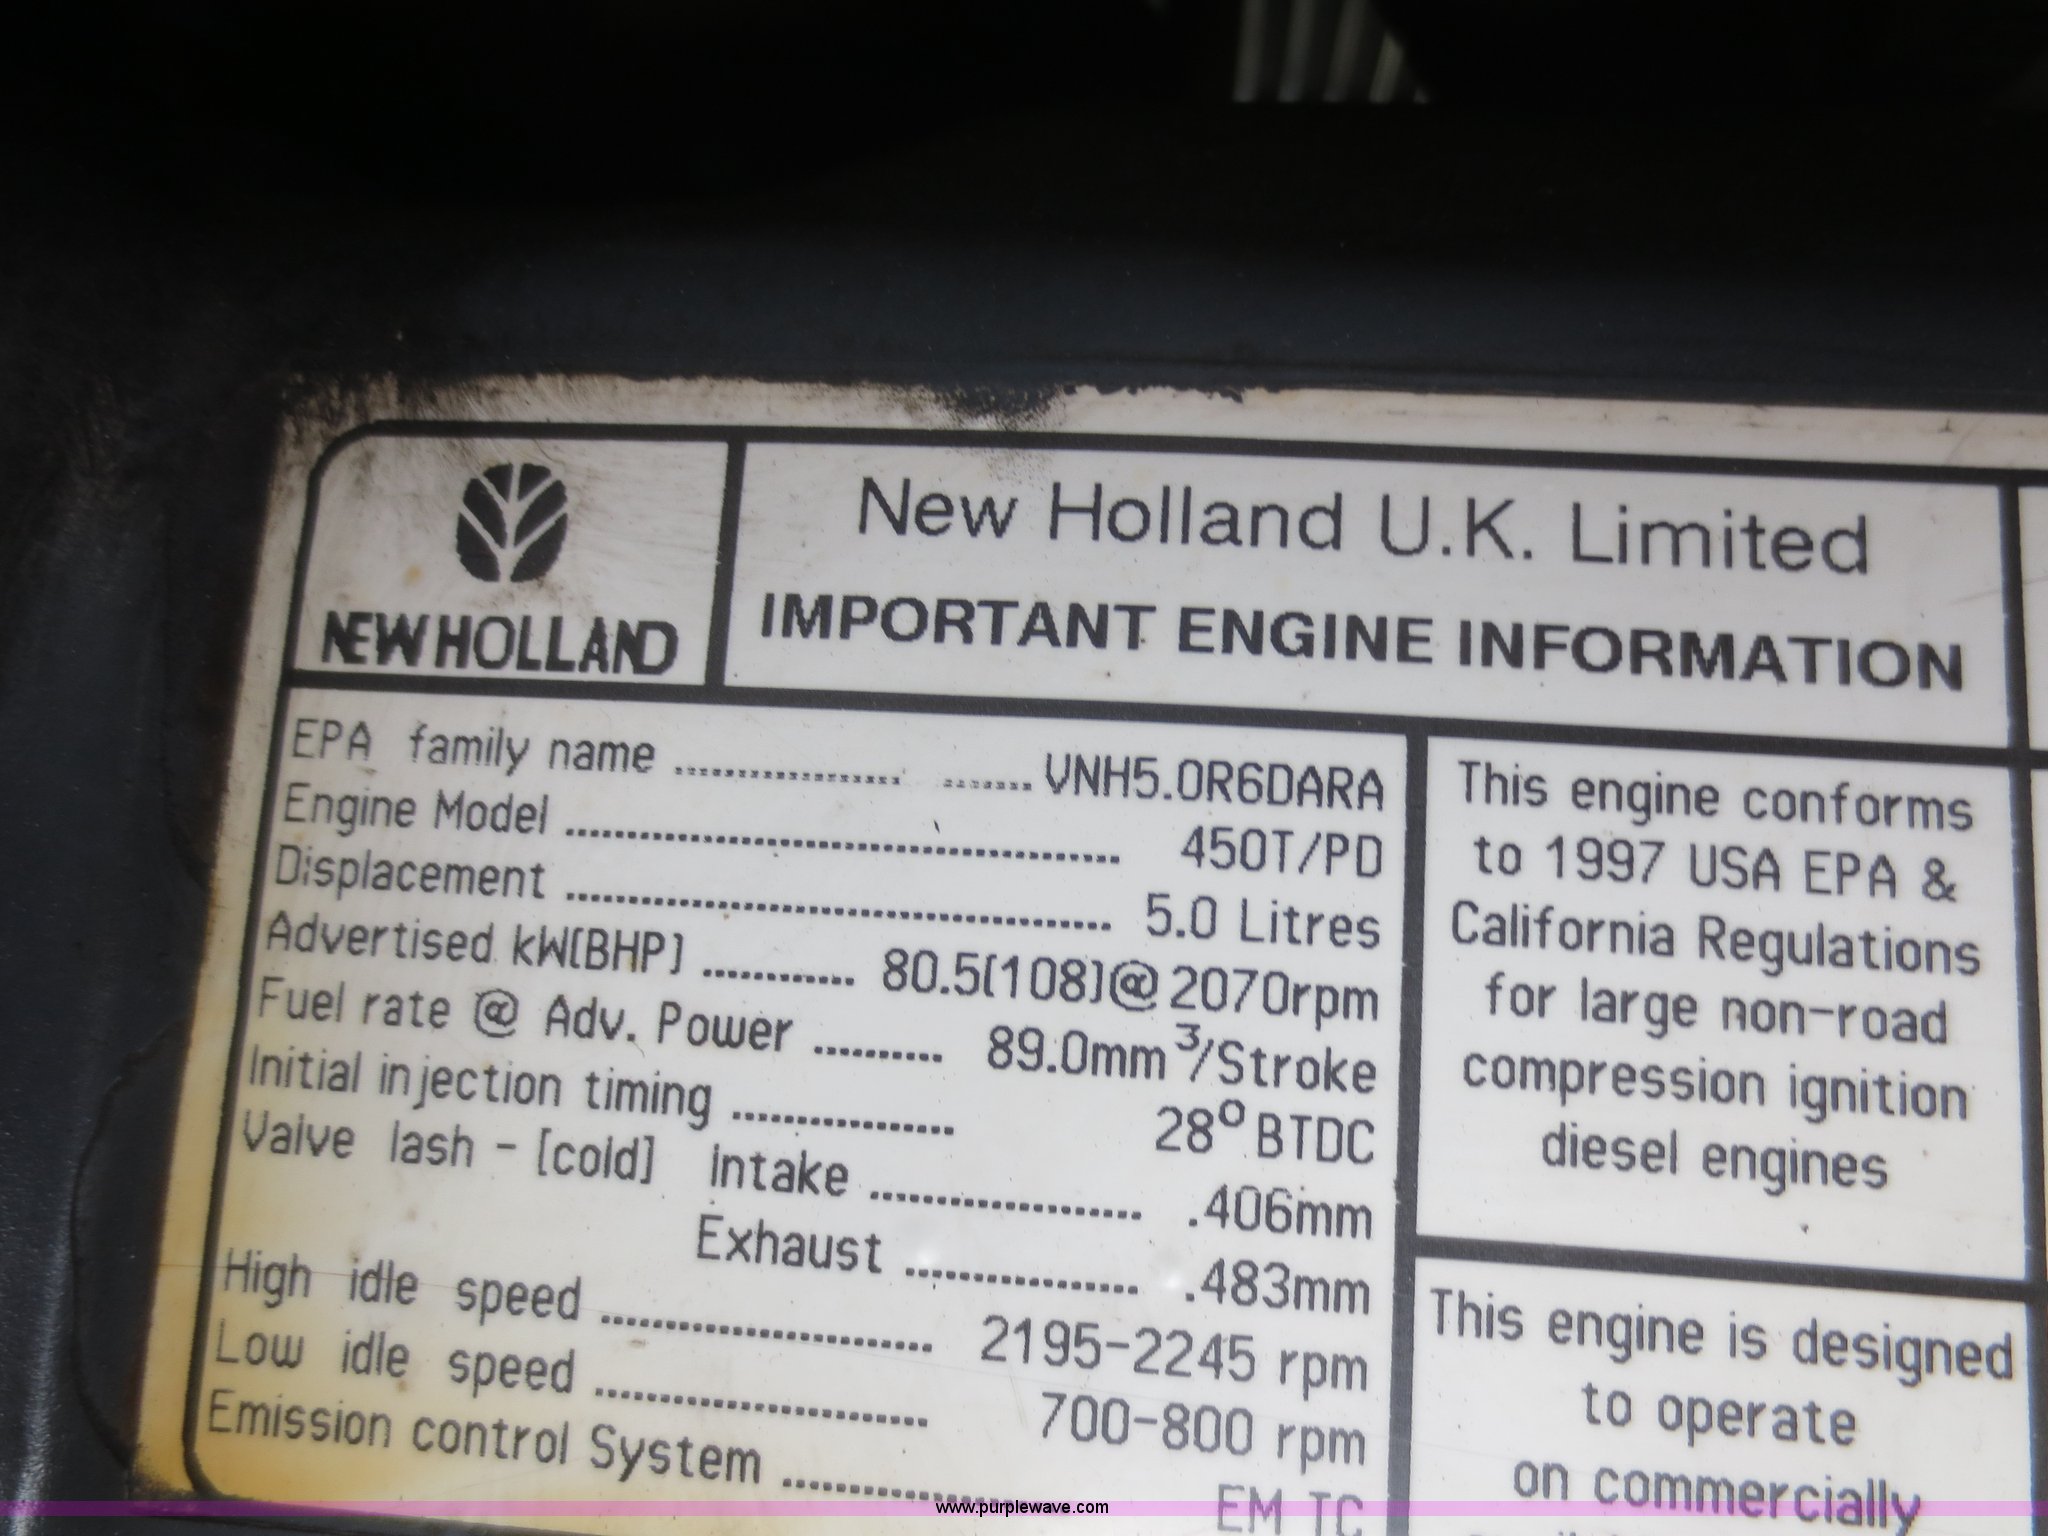 NEW HOLLAND
New Holland U.K. Limited
IMPORTANT ENGINE INFORMATION
EPA family name ........................ VNH5.0R6DARA
Engine Model ........................ 450T/PD
Displacement ........................ 5.0 Litres
Advertised kW[BHP] ............ 80.5[108]@2070rpm
Fuel rate @ Adv. Power .......... 89.0mm³/Stroke
Initial injection timing ................. 28° BTDC
Valve lash - [cold] intake ..................... .406mm
Exhaust .................. .483mm
High idle speed .......................... 2195-2245 rpm
Low idle speed .......................... 700-800 rpm
Emission control System .................. EM TC
This engine conforms
to 1997 USA EPA &
California Regulations
for large non-road
compression ignition
diesel engines
This engine is designed
to operate
on commercially
www.purplewave.com